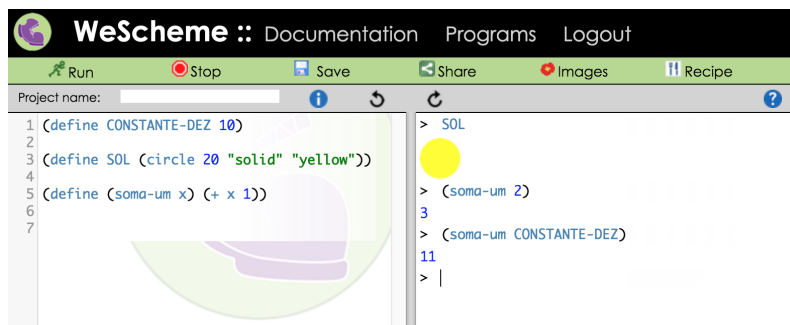 WeScheme :: Documentation Programs Logout
Run Stop Save Share Images Recipe
Project name:
1 (define CONSTANTE-DEZ 10)
2
3 (define SOL (circle 20 "solid" "yellow"))
4
5 (define (soma-um x) (+ x 1))
6
7
> SOL
> (soma-um 2)
3
> (soma-um CONSTANTE-DEZ)
11
>